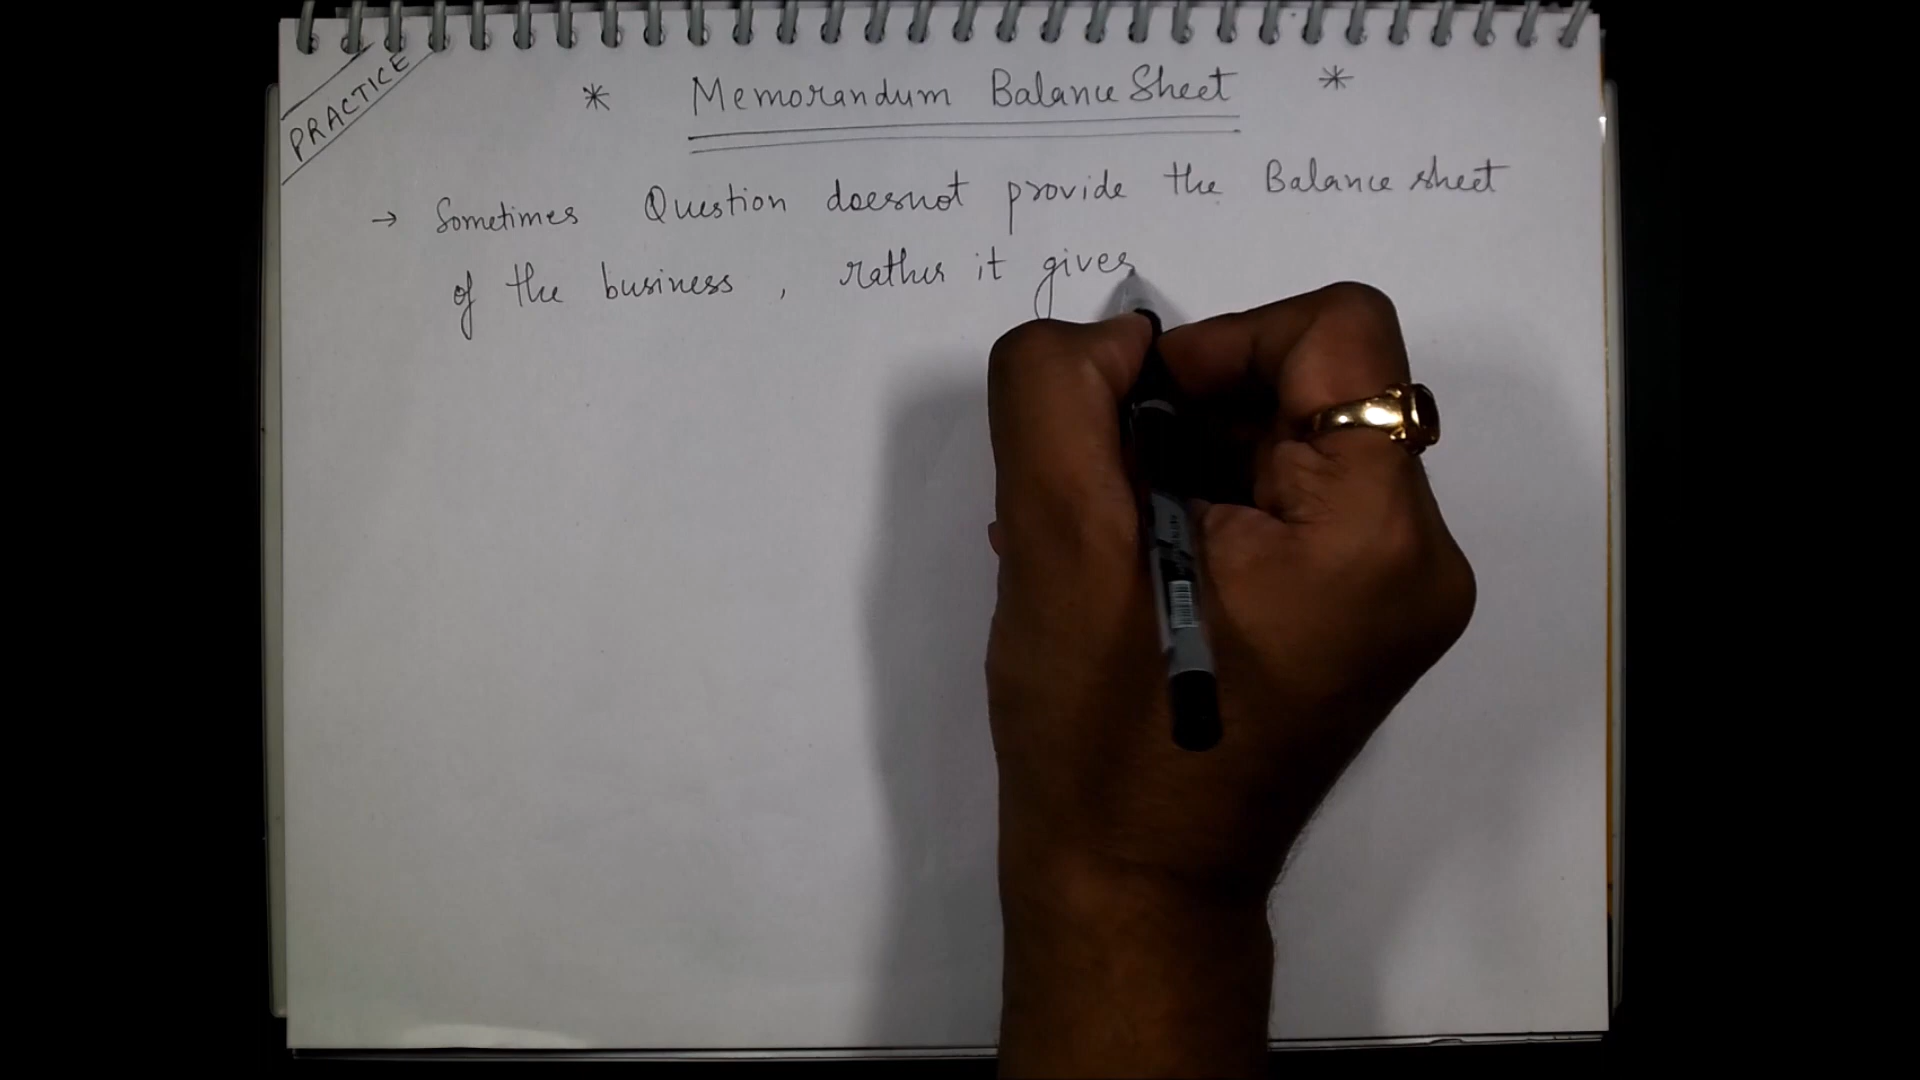 PRACTICE
* Memorandum Balance Sheet *
→ Sometimes Question doesnot provide the Balance sheet
of the business , rather it gives